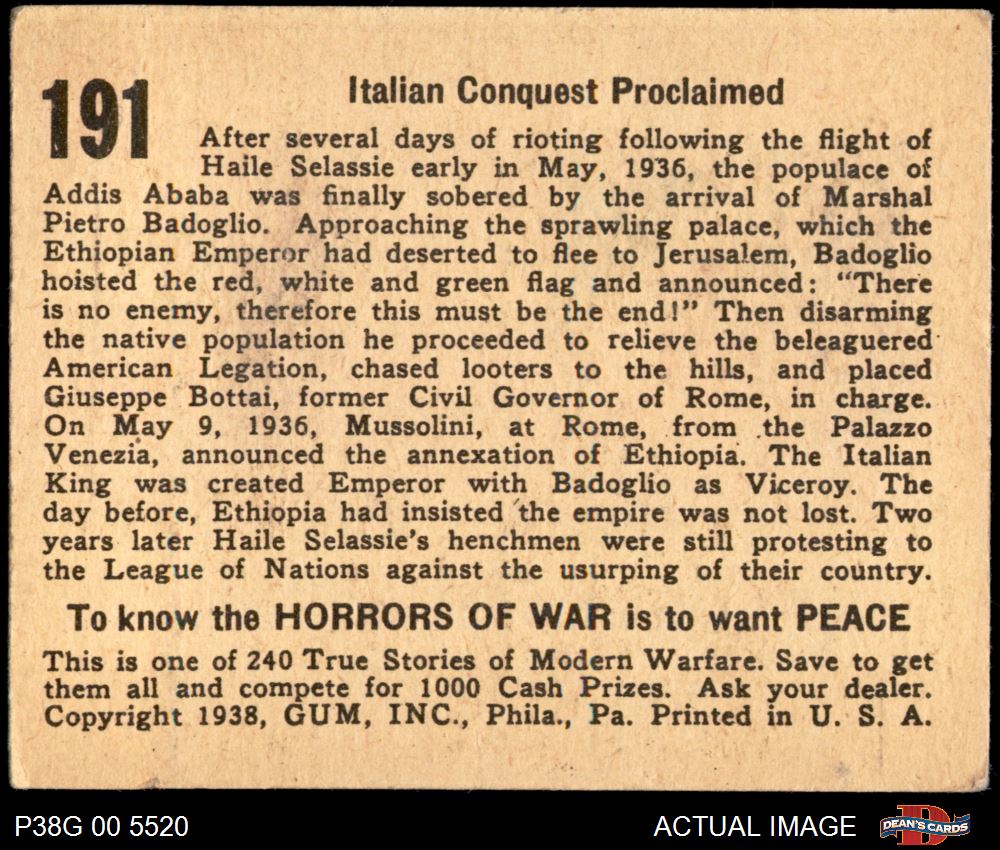 191
Italian Conquest Proclaimed
After several days of rioting following the flight of
Haile Selassie early in May, 1936, the populace of
Addis Ababa was finally sobered by the arrival of Marshal
Pietro Badoglio. Approaching the sprawling palace, which the
Ethiopian Emperor had deserted to flee to Jerusalem, Badoglio
hoisted the red, white and green flag and announced: “There
is no enemy, therefore this must be the end!” Then disarming
the native population he proceeded to relieve the beleaguered
American Legation, chased looters to the hills, and placed
Giuseppe Bottai, former Civil Governor of Rome, in charge.
On May 9, 1936, Mussolini, at Rome, from the Palazzo
Venezia, announced the annexation of Ethiopia. The Italian
King was created Emperor with Badoglio as Viceroy. The
day before, Ethiopia had insisted the empire was not lost. Two
years later Haile Selassie's henchmen were still protesting to
the League of Nations against the usurping of their country.
To know the HORRORS OF WAR is to want PEACE
This is one of 240 True Stories of Modern Warfare. Save to get
them all and compete for 1000 Cash Prizes. Ask your dealer.
Copyright 1938, GUM, INC., Phila., Pa. Printed in U. S. A.
P38G 00 5520
ACTUAL IMAGE
D
DEAN'S CARDS